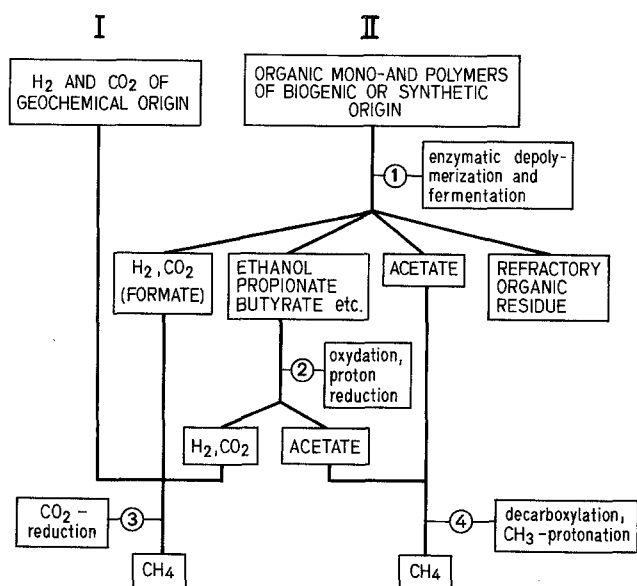 I
II
H2 AND CO2 OF
GEOCHEMICAL ORIGIN
ORGANIC MONO-AND POLYMERS
OF BIOGENIC OR SYNTHETIC
ORIGIN
1
enzymatic depoly-
merization and
fermentation
H2,CO2
(FORMATE)
ETHANOL
PROPIONATE
BUTYRATE etc.
ACETATE
REFRACTORY
ORGANIC
RESIDUE
2
oxydation,
proton
reduction
H2,CO2
ACETATE
CO2-
reduction
3
4
decarboxylation,
CH3-protonation
CH4
CH4